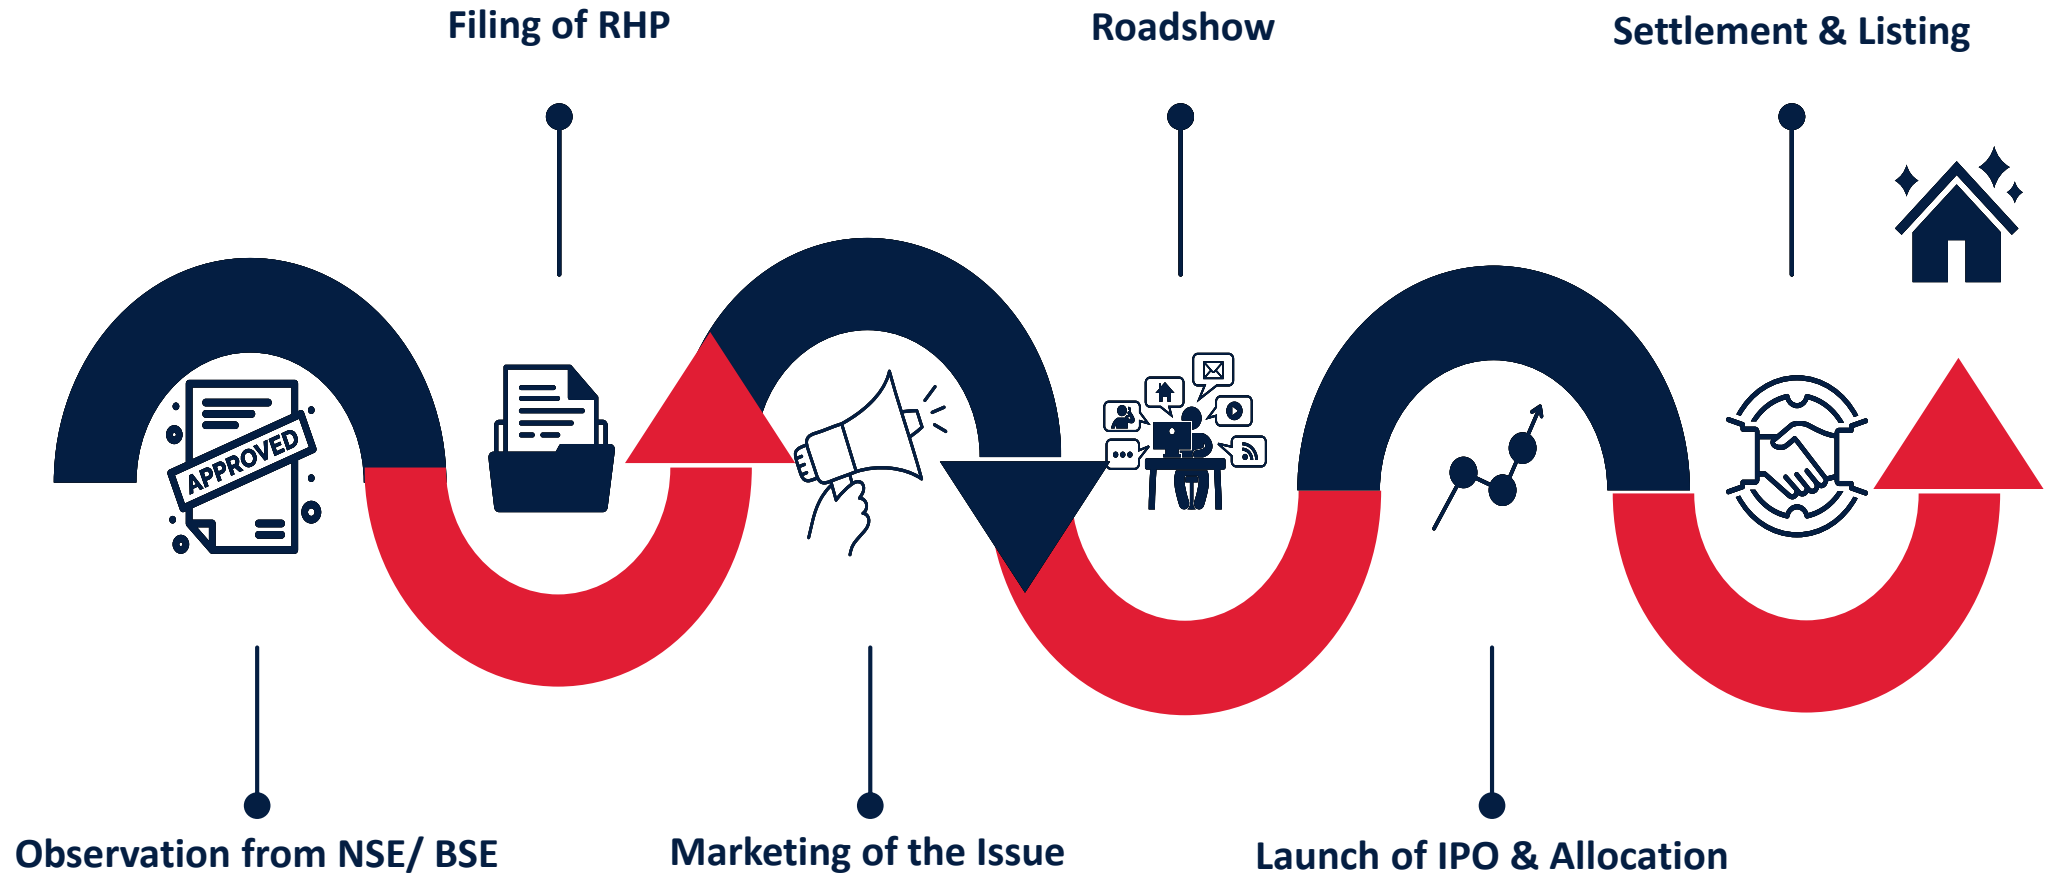 Filing of RHP
Roadshow
Settlement & Listing
APPROVED
Observation from NSE/ BSE
Marketing of the Issue
Launch of IPO & Allocation